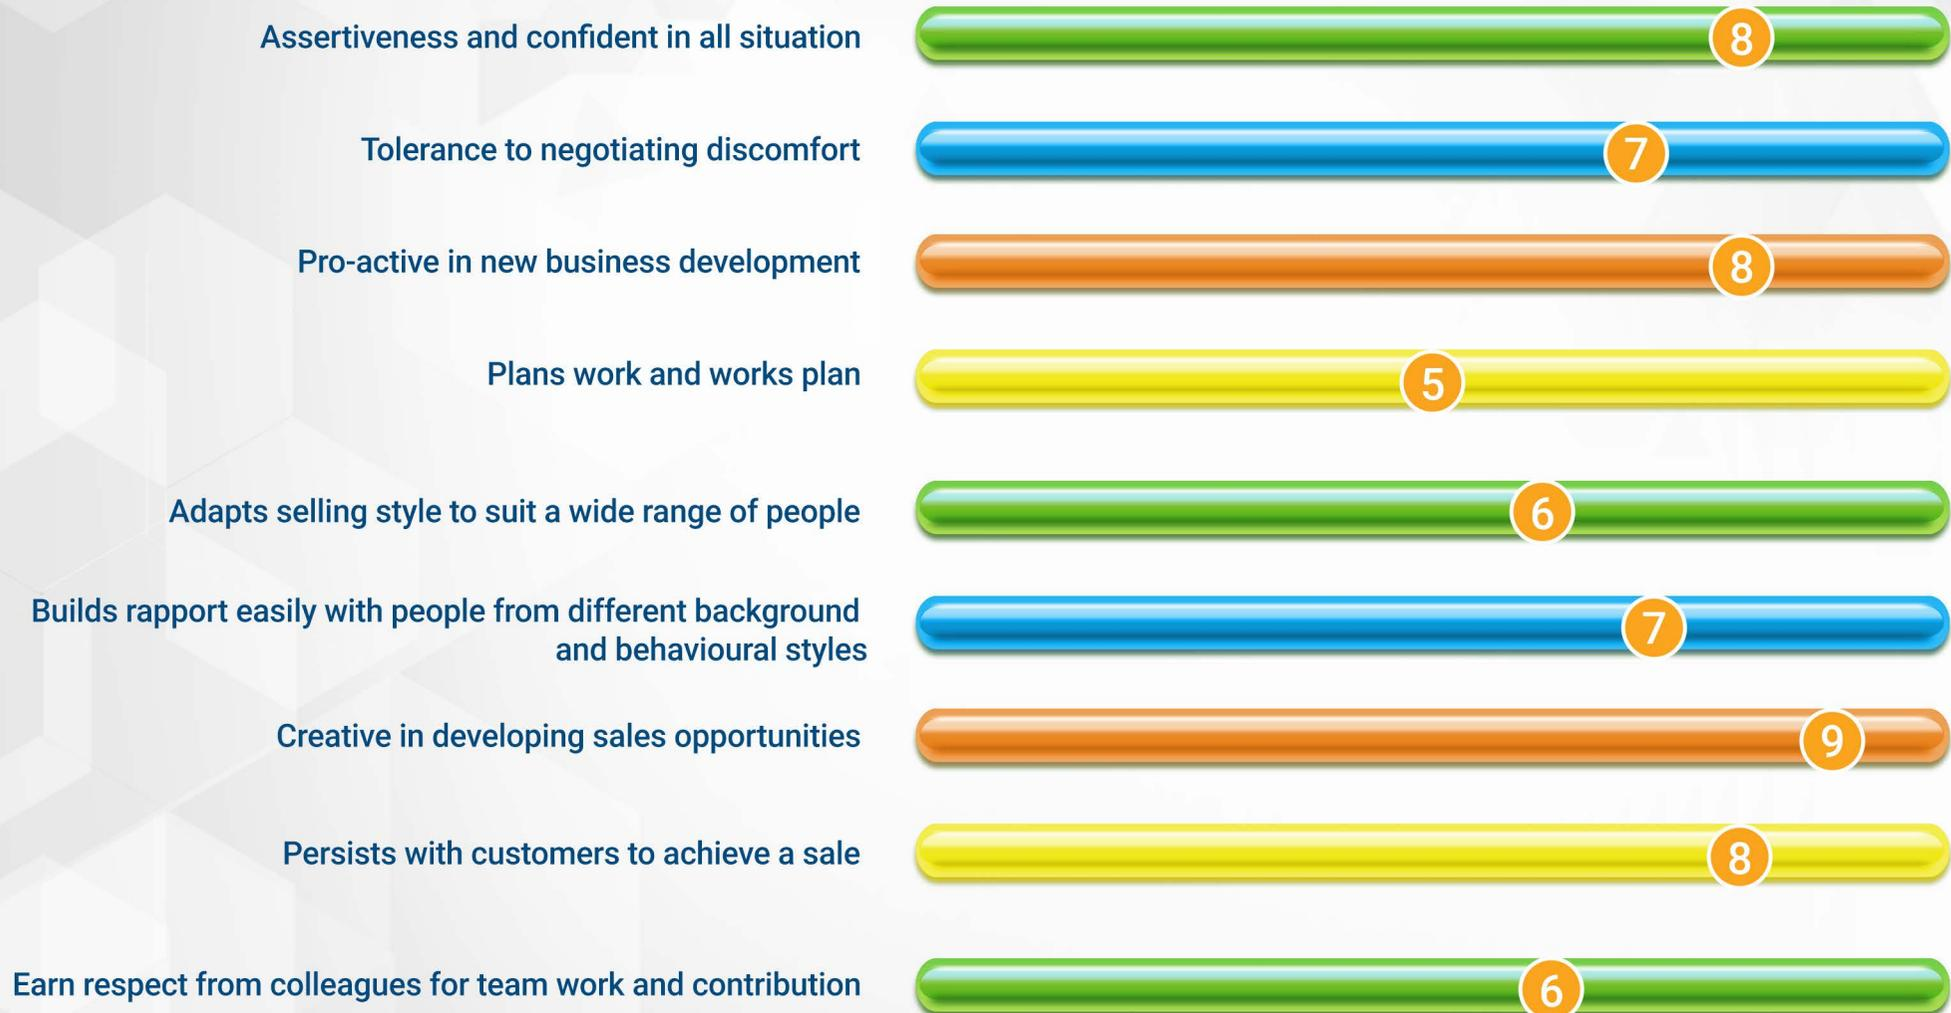 Assertiveness and confident in all situation 8
Tolerance to negotiating discomfort 7
Pro-active in new business development 8
Plans work and works plan 5
Adapts selling style to suit a wide range of people 6
Builds rapport easily with people from different background
and behavioural styles 7
Creative in developing sales opportunities 9
Persists with customers to achieve a sale 8
Earn respect from colleagues for team work and contribution 6